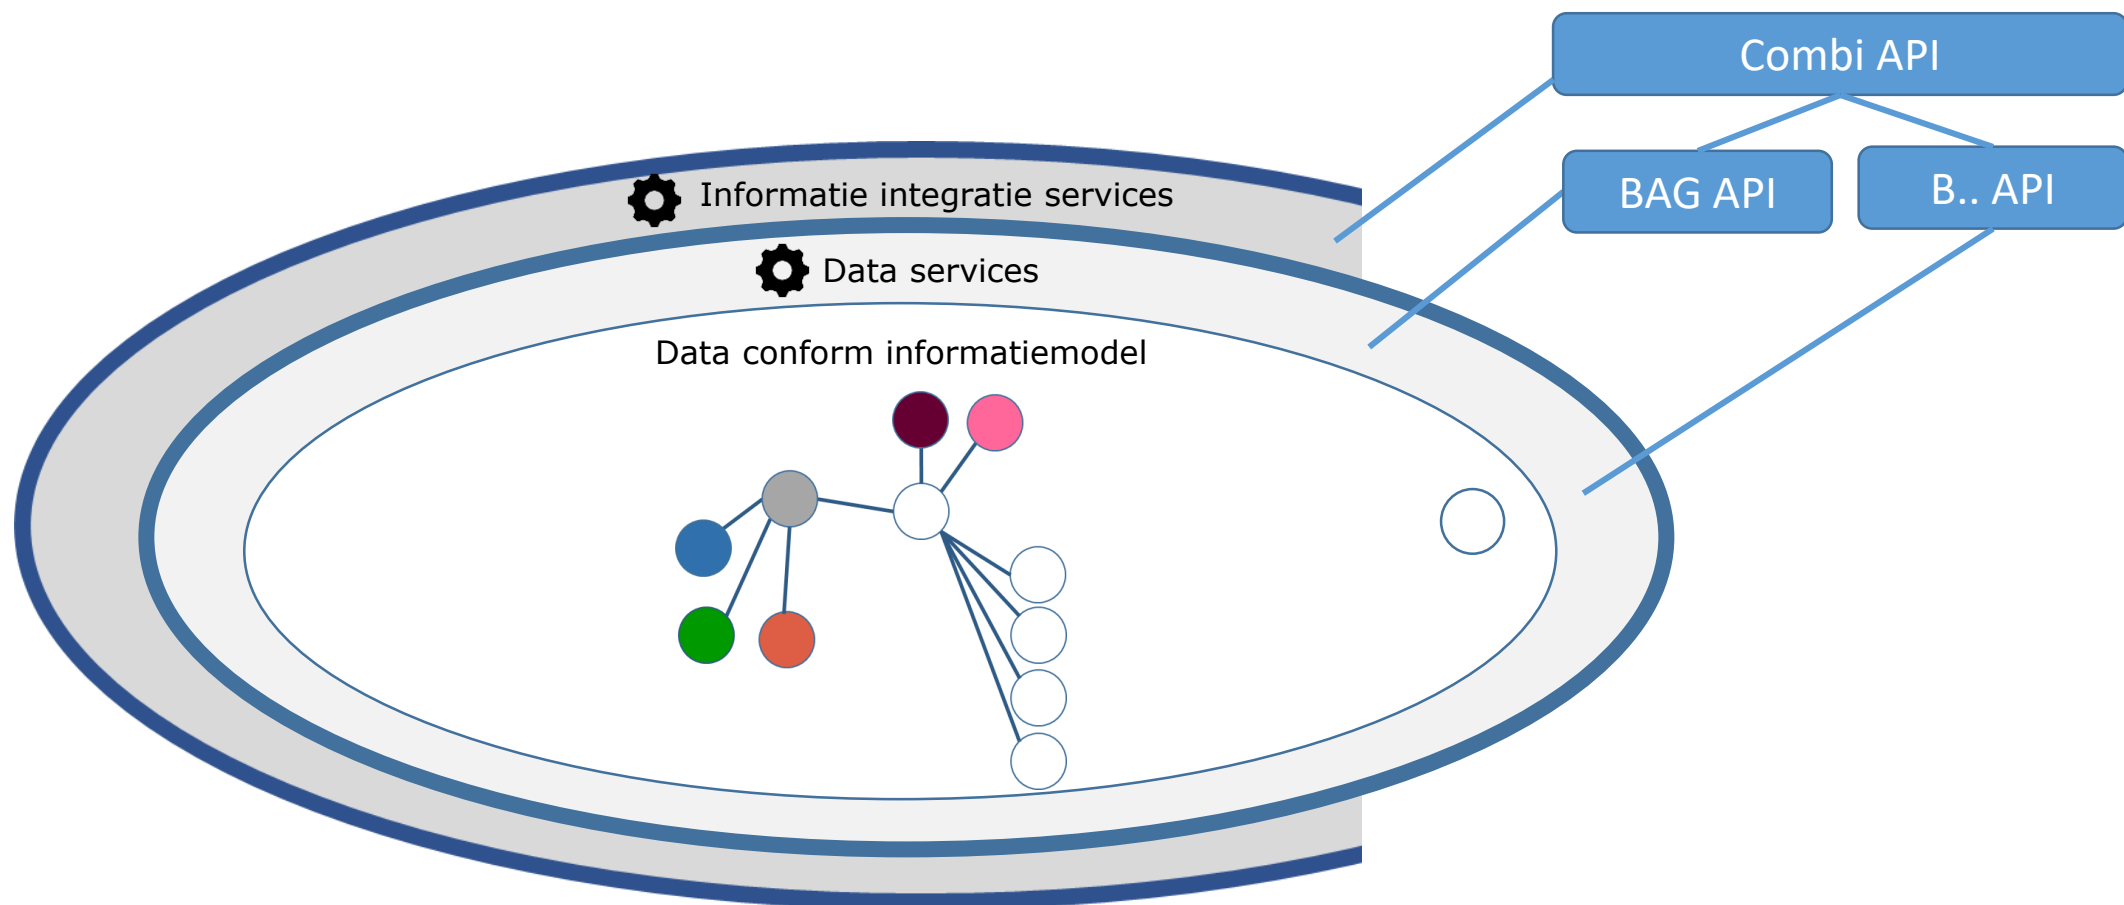 Combi API
BAG API
B.. API
Informatie integratie services
Data services
Data conform informatiemodel